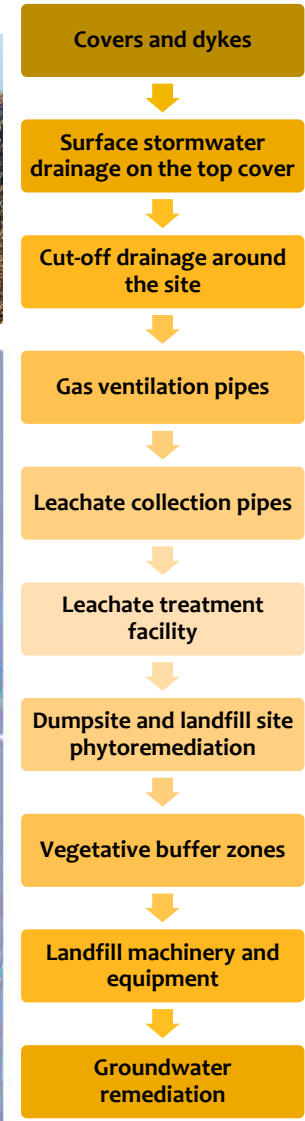 Covers and dykes
Surface stormwater
drainage on the top cover
Cut-off drainage around
the site
Gas ventilation pipes
Leachate collection pipes
Leachate treatment
facility
Dumpsite and landfill site
phytoremediation
Vegetative buffer zones
Landfill machinery and
equipment
Groundwater
remediation